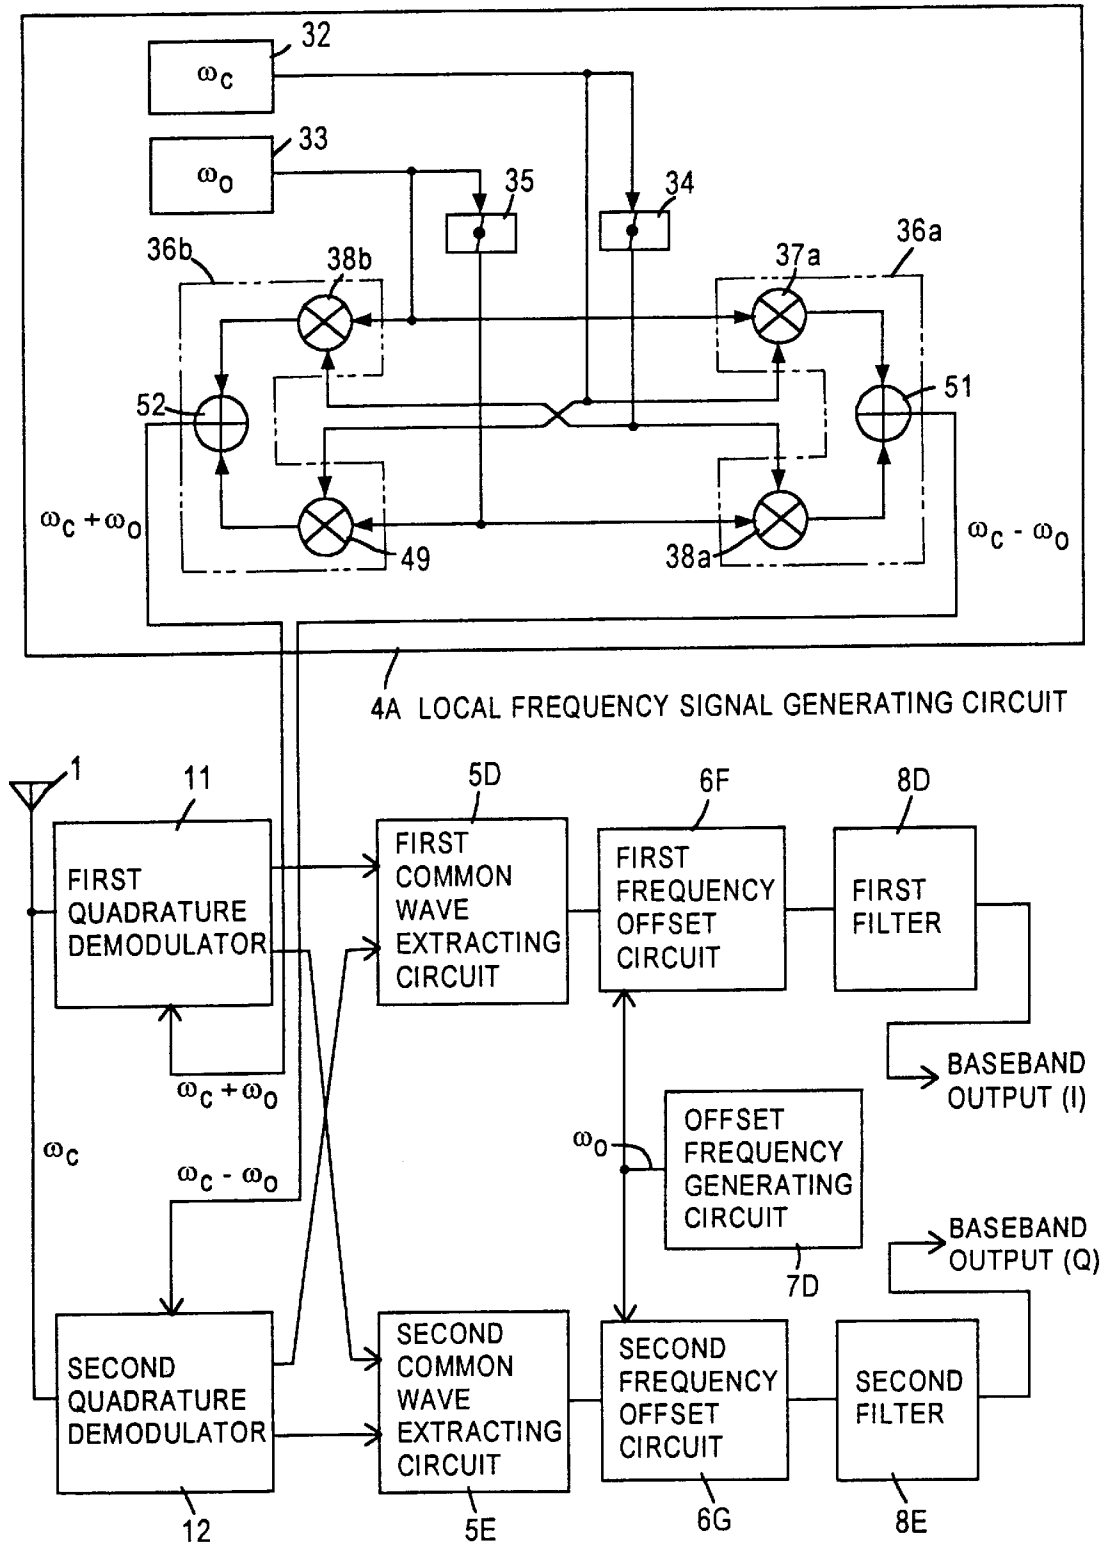 32
ωC
33
ωO
35
34
36b
38b
37a
36a
52
51
ωC + ωO
49
38a
ωC - ωO
4A LOCAL FREQUENCY SIGNAL GENERATING CIRCUIT
1
11
5D
6F
8D
FIRST
QUADRATURE
DEMODULATOR
FIRST
COMMON
WAVE
EXTRACTING
CIRCUIT
FIRST
FREQUENCY
OFFSET
CIRCUIT
FIRST
FILTER
ωC + ωO
BASEBAND
OUTPUT (I)
ωC
ωO
OFFSET
FREQUENCY
GENERATING
CIRCUIT
ωC - ωO
7D
BASEBAND
OUTPUT (Q)
SECOND
QUADRATURE
DEMODULATOR
SECOND
COMMON
WAVE
EXTRACTING
CIRCUIT
SECOND
FREQUENCY
OFFSET
CIRCUIT
SECOND
FILTER
12
5E
6G
8E